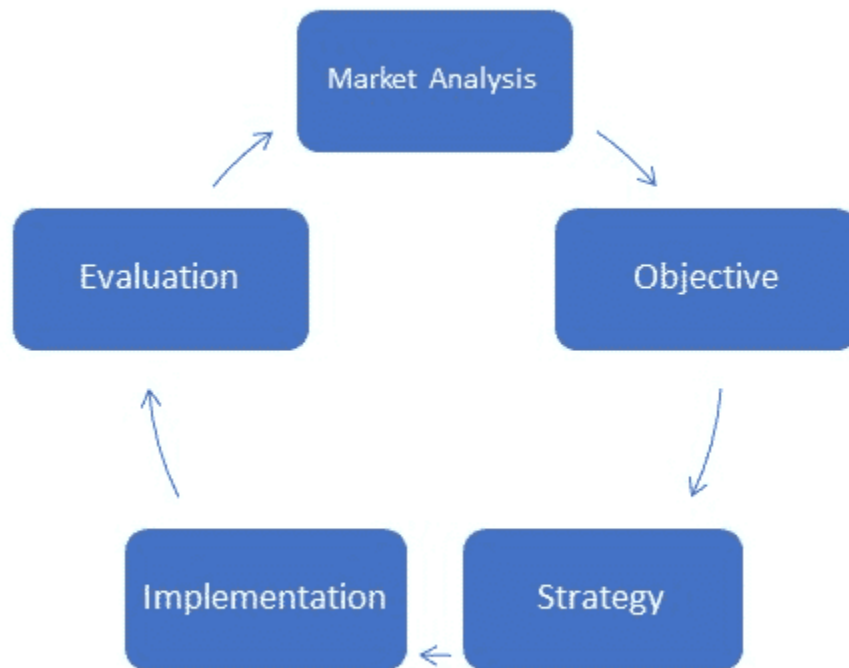 Market Analysis
Objective
Strategy
Implementation
Evaluation